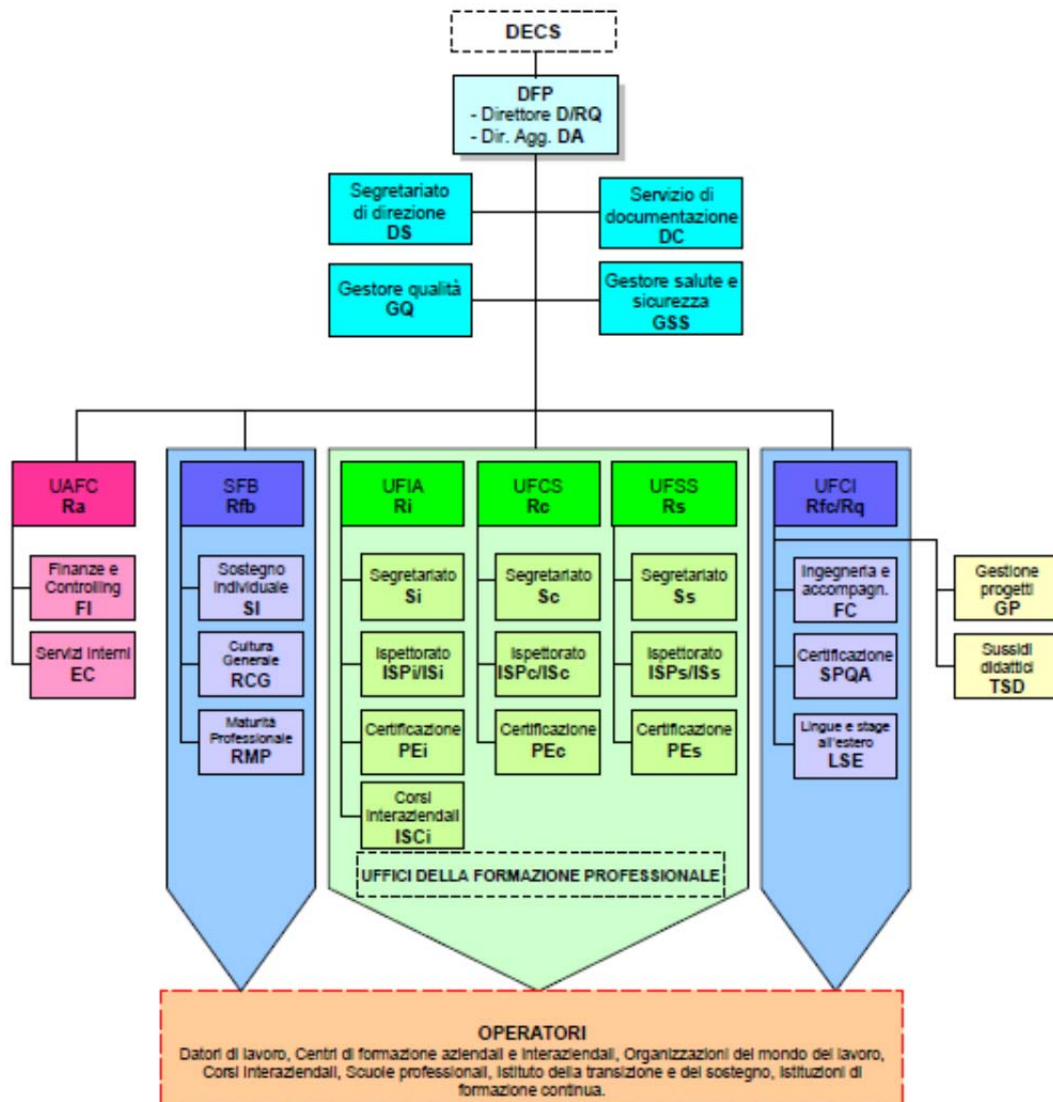 DECS
DFP
- Direttore D/RQ
- Dir. Agg. DA
Segretariato
di direzione
DS
Servizio di
documentazione
DC
Gestore qualità
GQ
Gestore salute e
sicurezza
GSS
UAFC
Ra
SFB
Rfb
UFIA
Ri
UFCS
Rc
UFSS
Rs
UFCI
Rfc/Rq
Finanze e
Controlling
FI
Servizi Interni
EC
Sostegno
Individuale
SI
Cultura
Generale
RCG
Maturità
Professionale
RMP
Segretariato
Si
Ispettorato
ISPi/ISi
Certificazione
PEi
Corsi
Interaziendali
ISCi
Segretariato
Sc
Ispettorato
ISPc/ISc
Certificazione
PEc
Segretariato
Ss
Ispettorato
ISPs/ISs
Certificazione
PEs
Ingegneria e
accompagn.
FC
Certificazione
SPQA
Lingue e stage
all'estero
LSE
Gestione
progetti
GP
Sussidi
didattici
TSD
UFFICI DELLA FORMAZIONE PROFESSIONALE
OPERATORI
Datori di lavoro, Centri di formazione aziendali e Interaziendali, Organizzazioni del mondo del lavoro,
Corsi Interaziendali, Scuole professionali, Istituto della transizione e del sostegno, Istituzioni di
formazione continua.